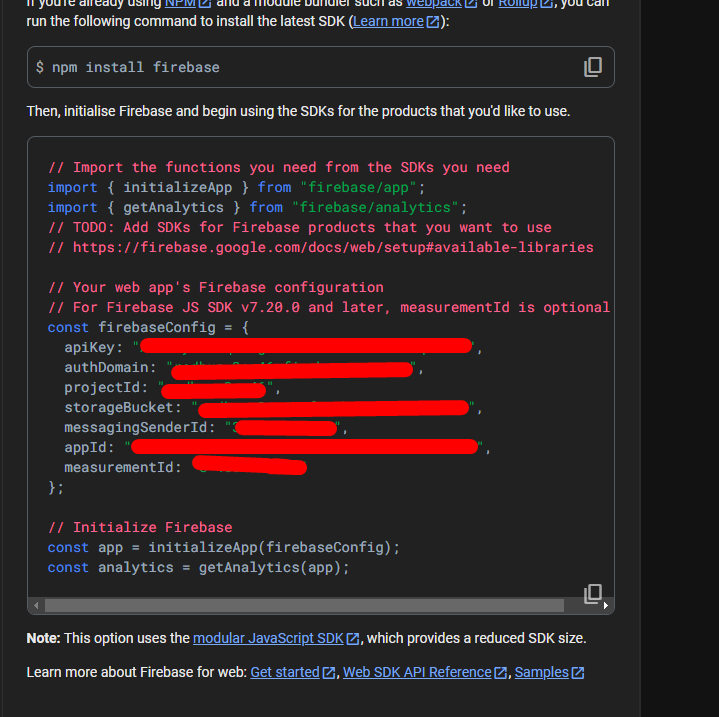 If you're already using NPM and a module bundler such as webpack or Rollup, you can
run the following command to install the latest SDK (Learn more):
$ npm install firebase
Then, initialise Firebase and begin using the SDKs for the products that you'd like to use.
// Import the functions you need from the SDKs you need
import { initializeApp } from "firebase/app";
import { getAnalytics } from "firebase/analytics";
// TODO: Add SDKs for Firebase products that you want to use
// https://firebase.google.com/docs/web/setup#available-libraries
// Your web app's Firebase configuration
// For Firebase JS SDK v7.20.0 and later, measurementId is optional
const firebaseConfig = {
apiKey: "",
authDomain: "",
projectId: "",
storageBucket: "",
messagingSenderId: "",
appId: "",
measurementId:
};
// Initialize Firebase
const app = initializeApp(firebaseConfig);
const analytics = getAnalytics(app);
Note: This option uses the modular JavaScript SDK, which provides a reduced SDK size.
Learn more about Firebase for web: Get started, Web SDK API Reference, Samples